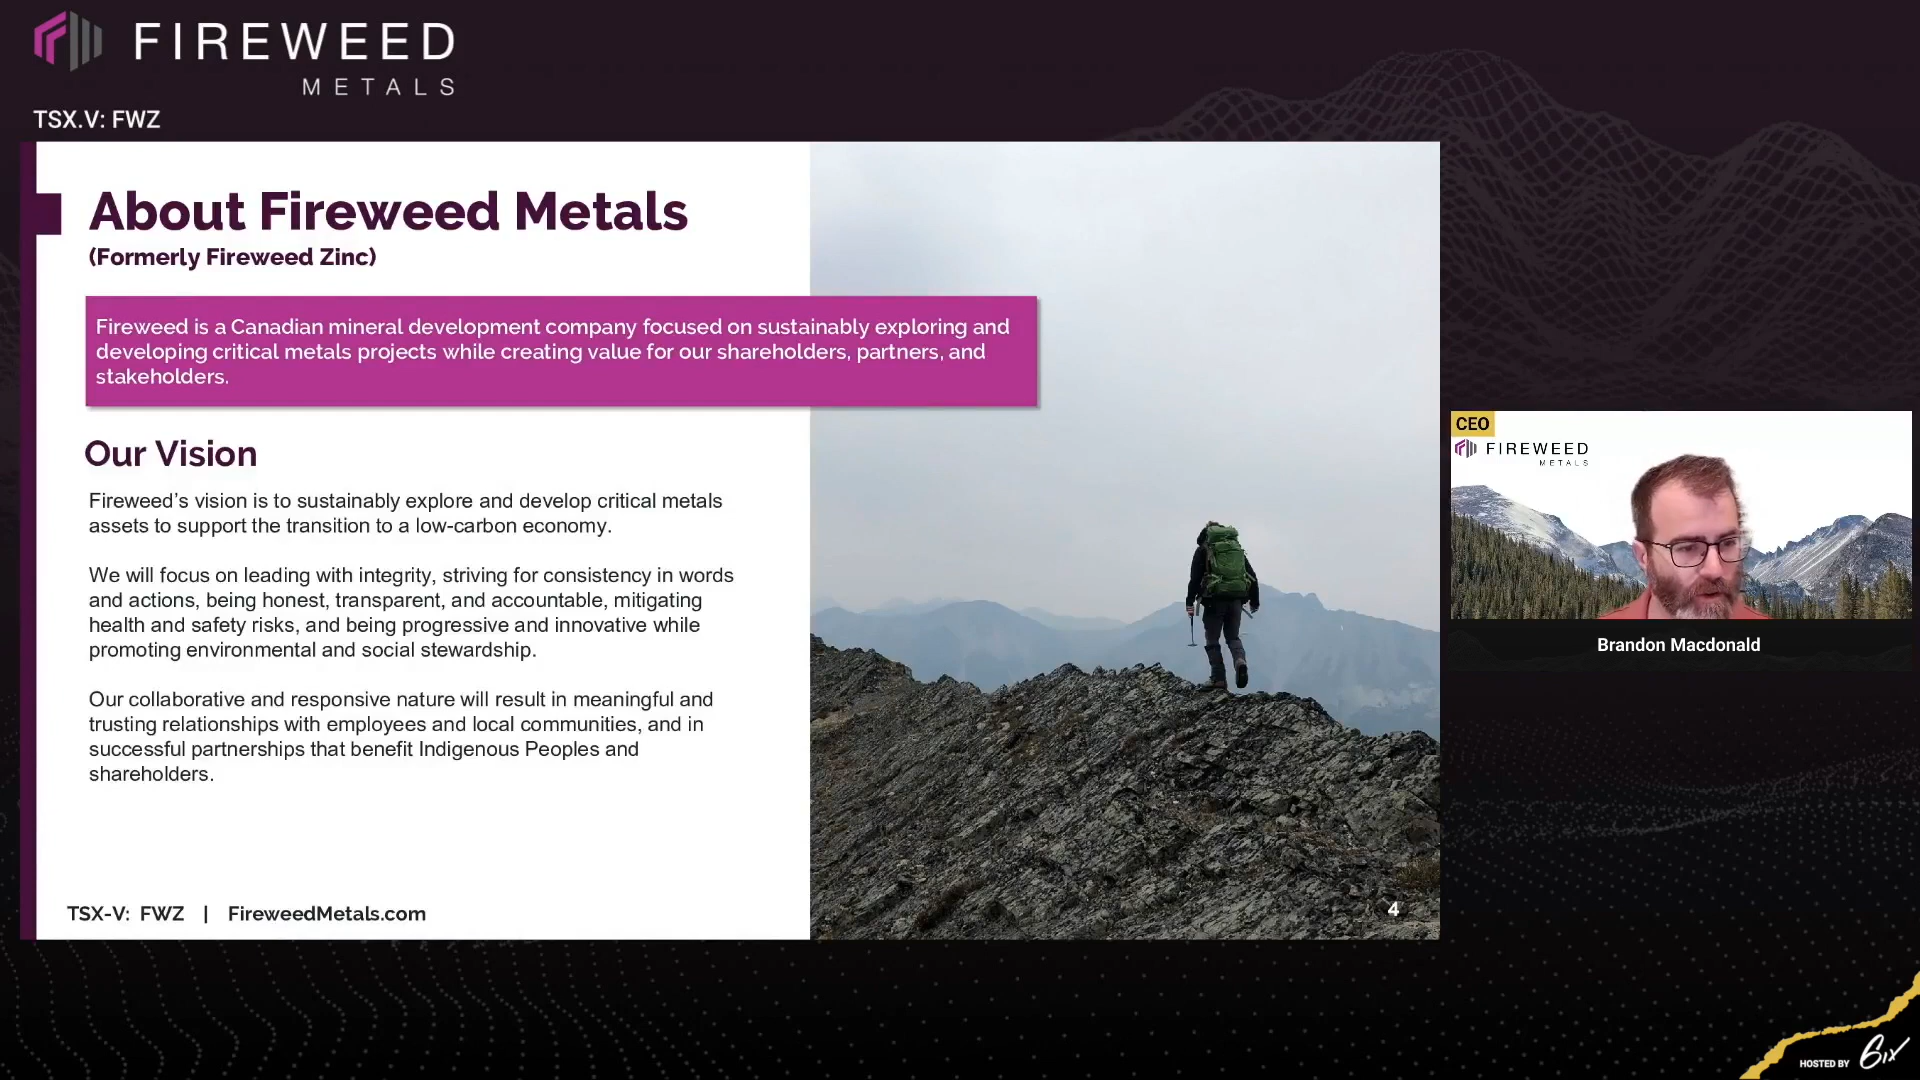 FIREWEED
METALS
TSX.V: FWZ
About Fireweed Metals
(Formerly Fireweed Zinc)
Fireweed is a Canadian mineral development company focused on sustainably exploring and
developing critical metals projects while creating value for our shareholders, partners, and
stakeholders.
Our Vision
Fireweed’s vision is to sustainably explore and develop critical metals
assets to support the transition to a low-carbon economy.
We will focus on leading with integrity, striving for consistency in words
and actions, being honest, transparent, and accountable, mitigating
health and safety risks, and being progressive and innovative while
promoting environmental and social stewardship.
Our collaborative and responsive nature will result in meaningful and
trusting relationships with employees and local communities, and in
successful partnerships that benefit Indigenous Peoples and
shareholders.
TSX-V: FWZ | FireweedMetals.com
4
CEO
FIREWEED
METALS
Brandon Macdonald
HOSTED BY 6ix